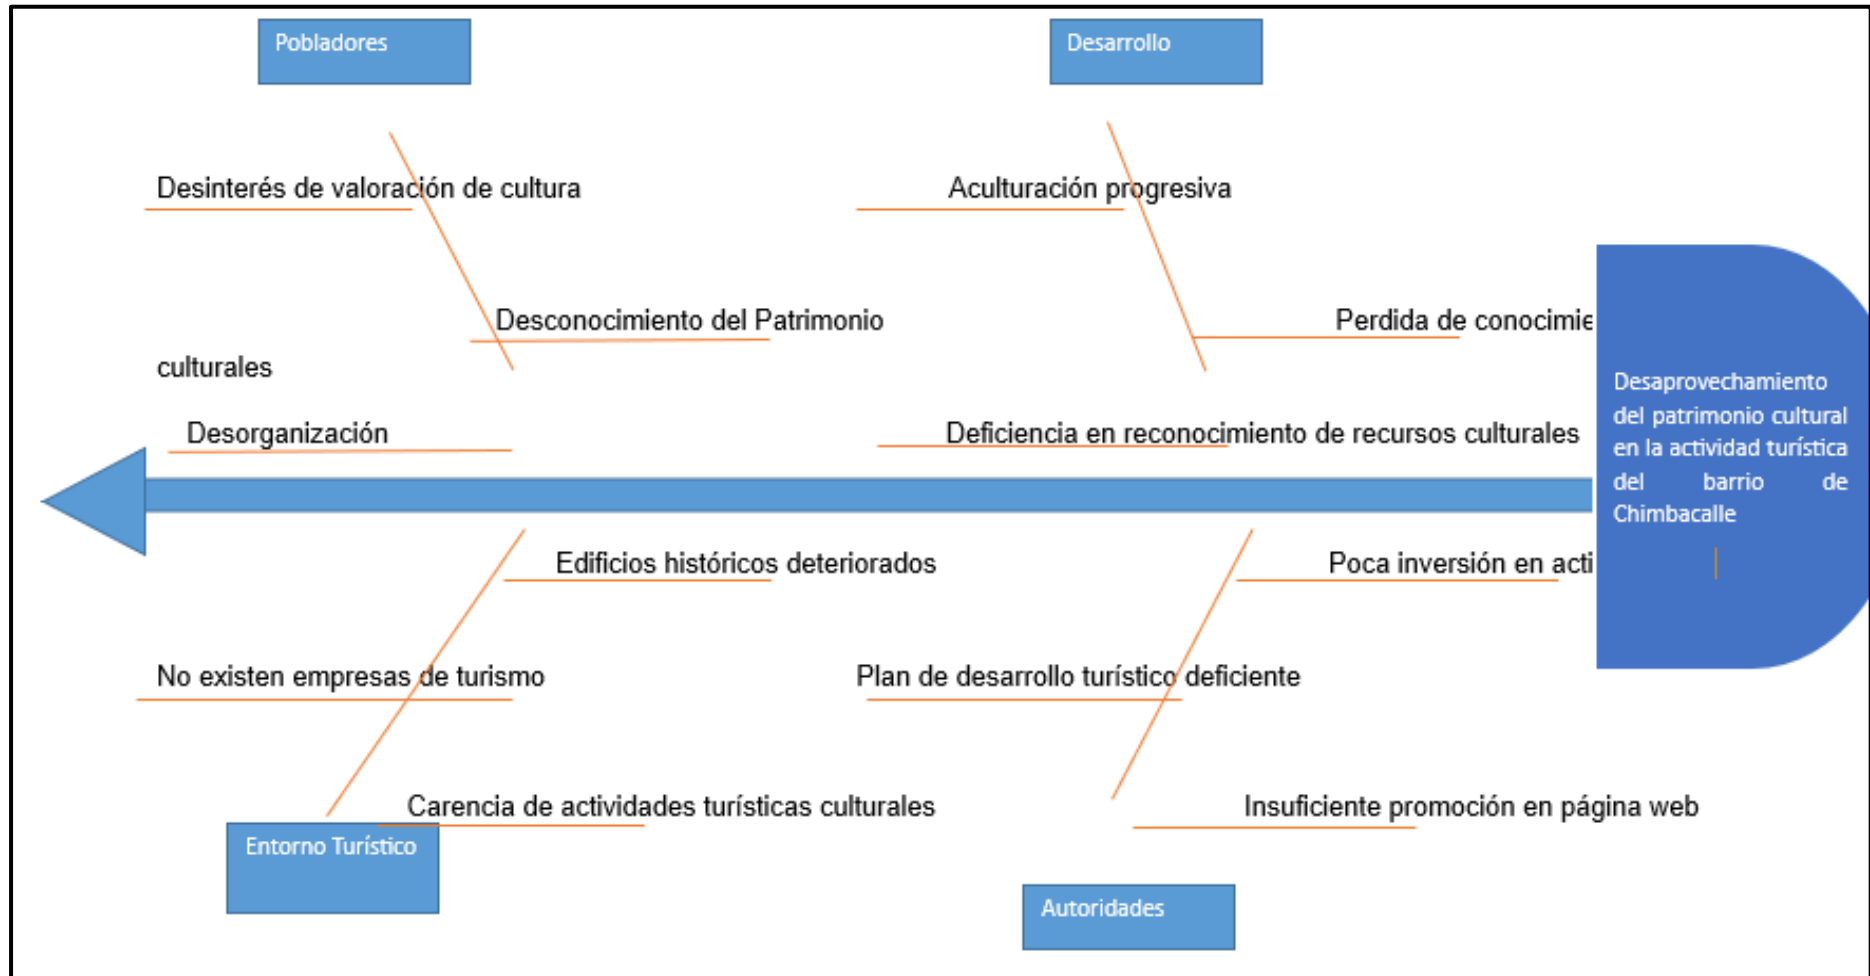 Pobladores
Desarrollo
Desinterés de valoración de cultura
Aculturación progresiva
Desconocimiento del Patrimonio
Perdida de
culturales
Desorganización
Deficiencia en reconocimiento de recursos culturales
Desaprovechamiento
del patrimonio cultural
en la actividad turística
del barrio de
Chimbacalle
Edificios históricos deteriorados
Poca inversión en
No existen empresas de turismo
Plan de desarrollo turístico deficiente
Carencia de actividades turísticas culturales
Insuficiente promoción en página web
Entorno Turístico
Autoridades